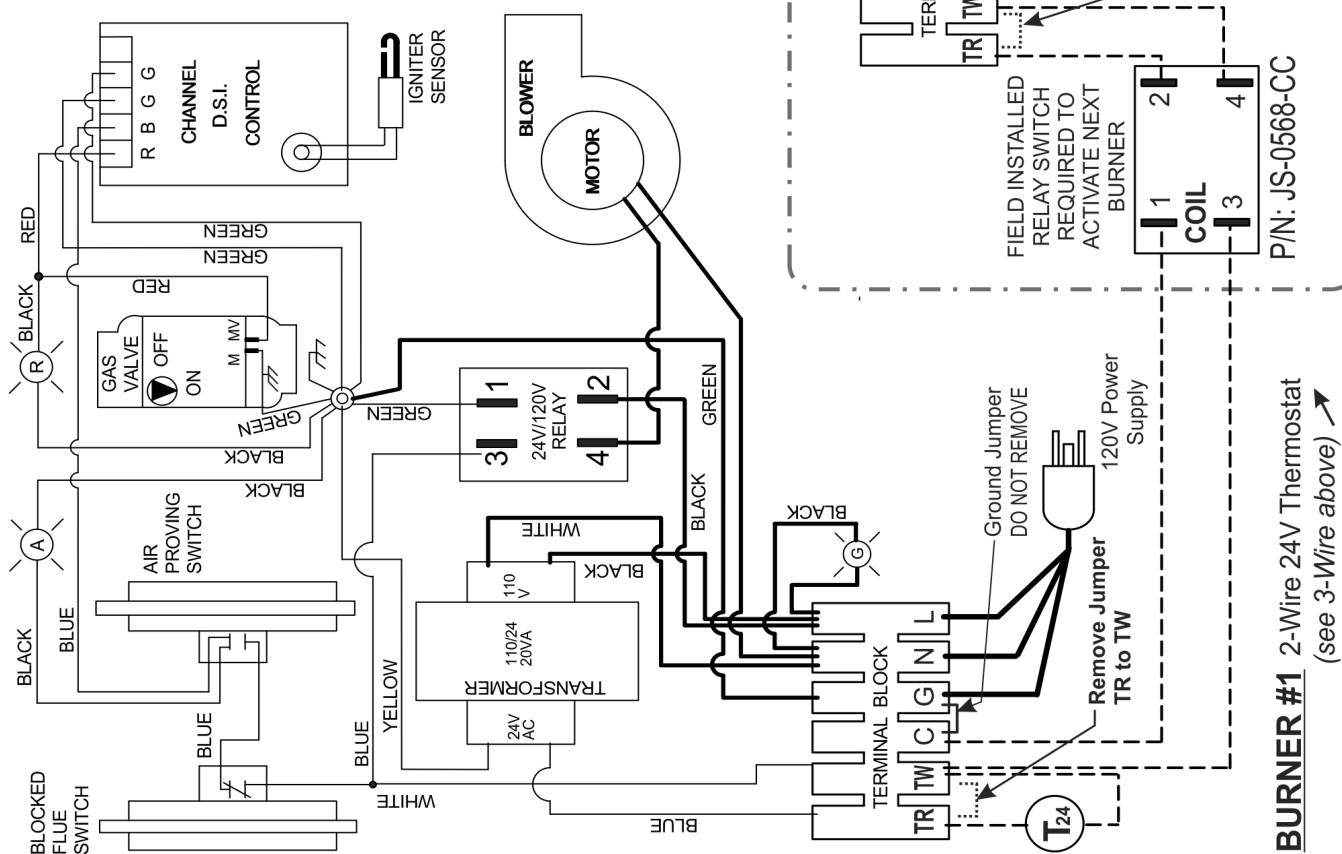 CHANNEL
D.S.I.
CONTROL
R B G G
IGNITER
SENSOR
RED
BLACK
R
GAS
VALVE
OFF
ON
M MV
RED
GREEN
GREEN
GREEN
BLACK
BLACK
A
BLACK
BLUE
AIR
PROVING
SWITCH
BLUE
BLOCKED
FLUE
SWITCH
BLOWER
MOTOR
GREEN
1
2
3
4
24V/120V
RELAY
GREEN
BLACK
WHITE
BLACK
110
V
110/24
20VA
TRANSFORMER
24V
AC
YELLOW
BLUE
WHITE
BLUE
BLACK
G
TERMINAL BLOCK
TR TW C G N L
T24
Ground Jumper
DO NOT REMOVE
Remove Jumper
TR to TW
120V Power
Supply
FIELD INSTALLED
RELAY SWITCH
REQUIRED TO
ACTIVATE NEXT
BURNER
1
2
COIL
3
4
P/N: JS-0568-CC
TR TW
BURNER #1 2-Wire 24V Thermostat
(see 3-Wire above)